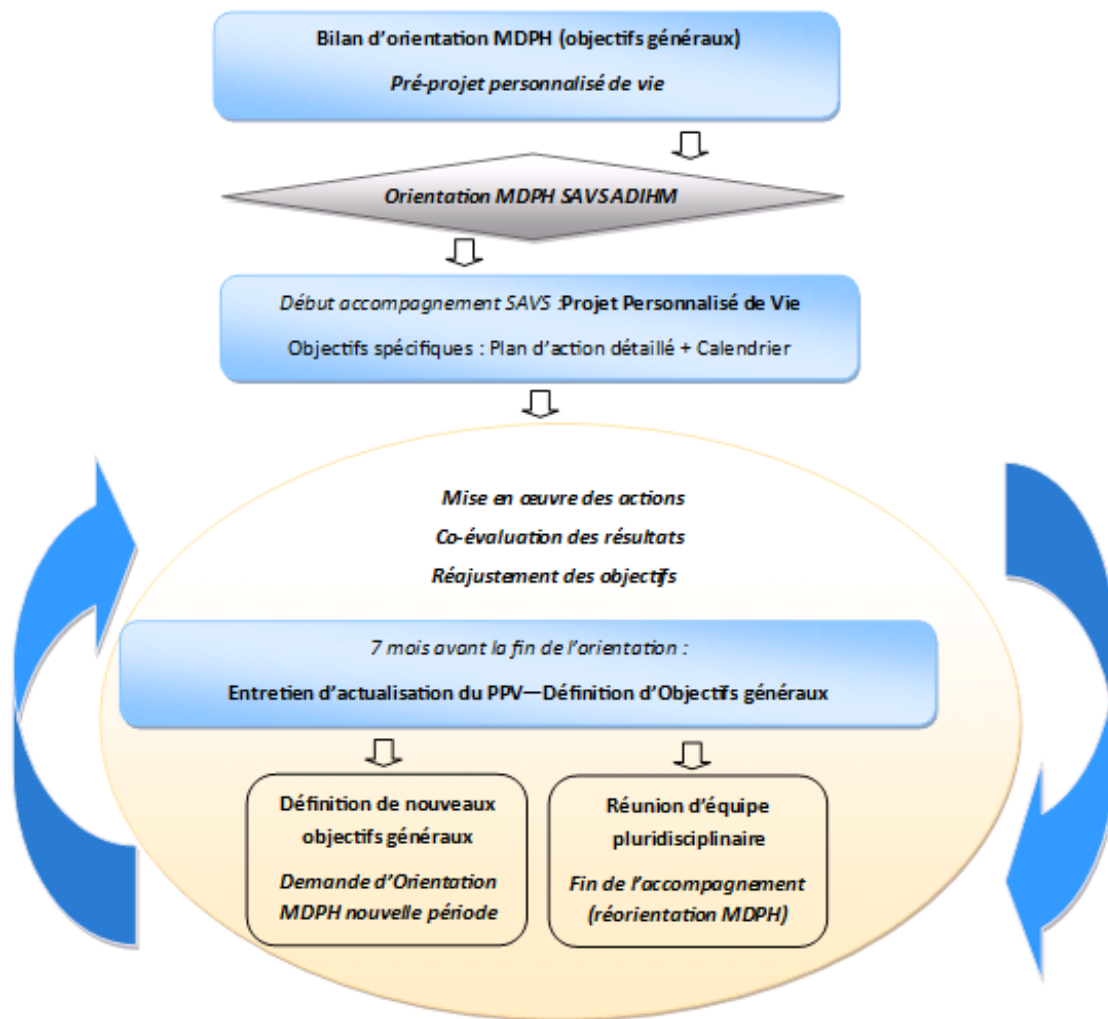 Bilan d'orientation MDPH (objectifs généraux)
Pré-projet personnalisé de vie
Orientation MDPH SAVS ADIHM
Début accompagnement SAVS :Projet Personnalisé de Vie
Objectifs spécifiques : Plan d'action détaillé + Calendrier
Mise en œuvre des actions
Co-évaluation des résultats
Réajustement des objectifs
7 mois avant la fin de l'orientation :
Entretien d'actualisation du PPV—Définition d'Objectifs généraux
Définition de nouveaux
objectifs généraux
Demande d'Orientation
MDPH nouvelle période
Réunion d'équipe
pluridisciplinaire
Fin de l'accompagnement
(réorientation MDPH)